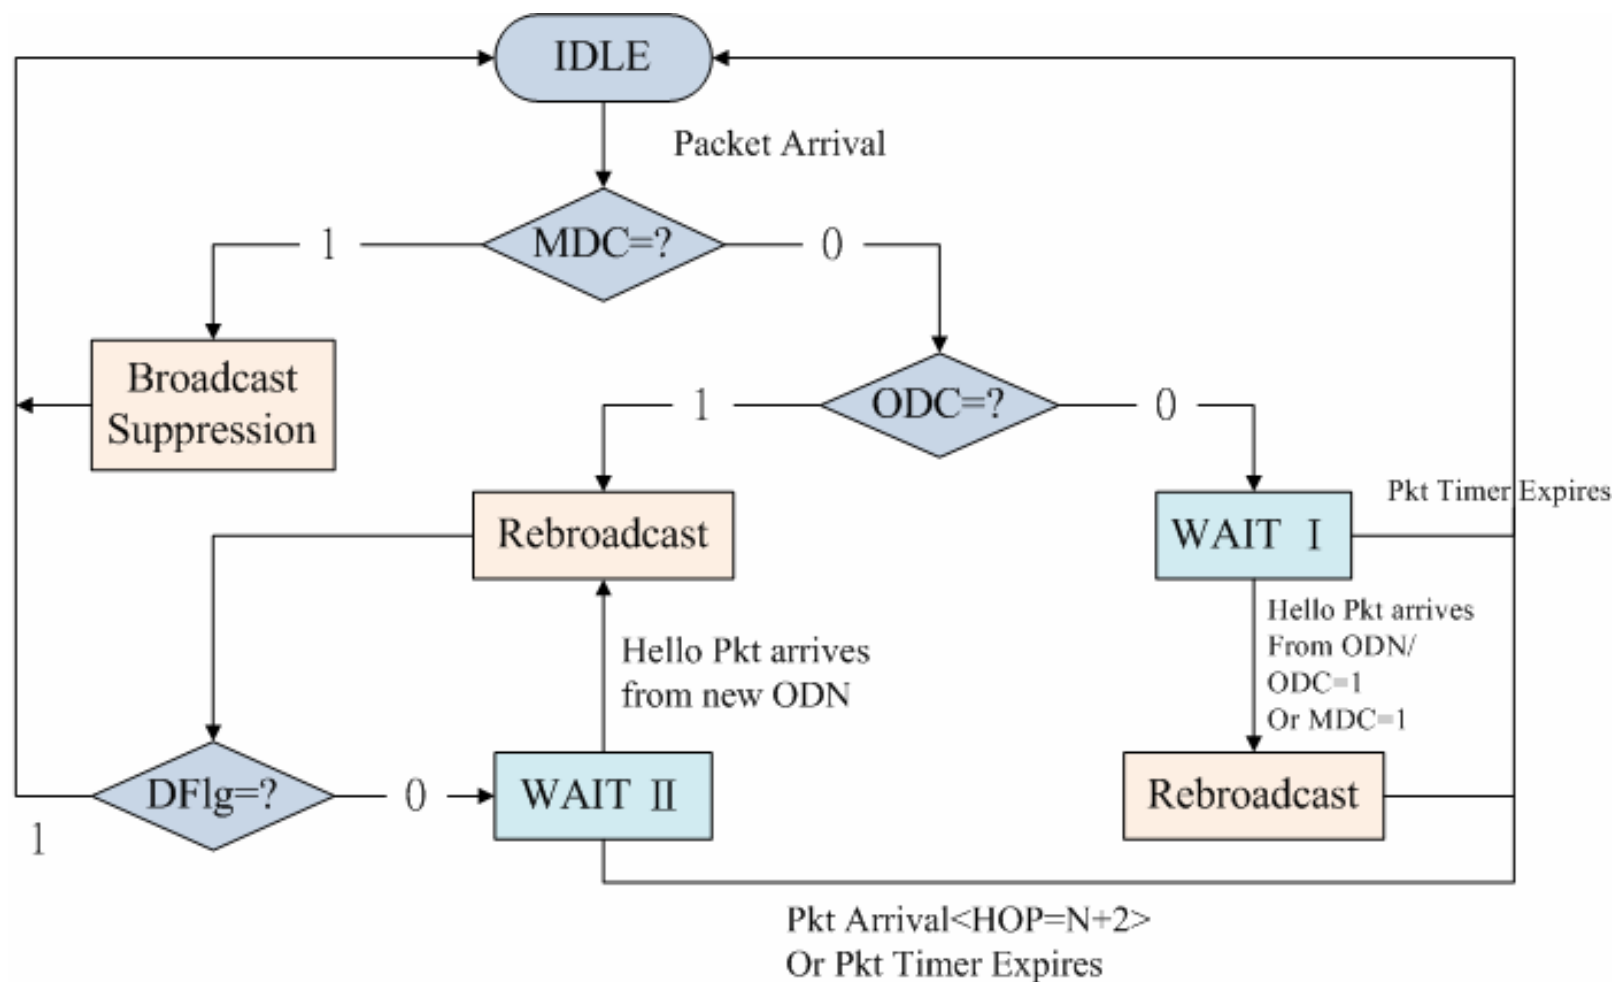 IDLE
Packet Arrival
1
MDC=?
0
Broadcast
Suppression
1
ODC=?
0
Rebroadcast
WAIT Ⅰ
Pkt Timer Expires
Hello Pkt arrives
from new ODN
Hello Pkt arrives
From ODN/
ODC=1
Or MDC=1
DFlg=?
0
WAIT Ⅱ
Rebroadcast
1
Pkt Arrival<HOP=N+2>
Or Pkt Timer Expires